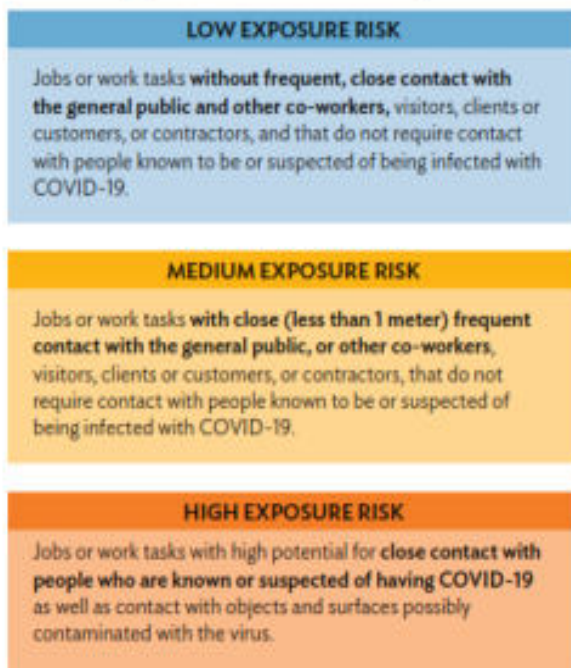 LOW EXPOSURE RISK
Jobs or work tasks without frequent, close contact with
the general public and other co-workers, visitors, clients or
customers, or contractors, and that do not require contact
with people known to be or suspected of being infected with
COVID-19.
MEDIUM EXPOSURE RISK
Jobs or work tasks with close (less than 1 meter) frequent
contact with the general public, or other co-workers,
visitors, clients or customers, or contractors, that do not
require contact with people known to be or suspected of
being infected with COVID-19.
HIGH EXPOSURE RISK
Jobs or work tasks with high potential for close contact with
people who are known or suspected of having COVID-19
as well as contact with objects and surfaces possibly
contaminated with the virus.